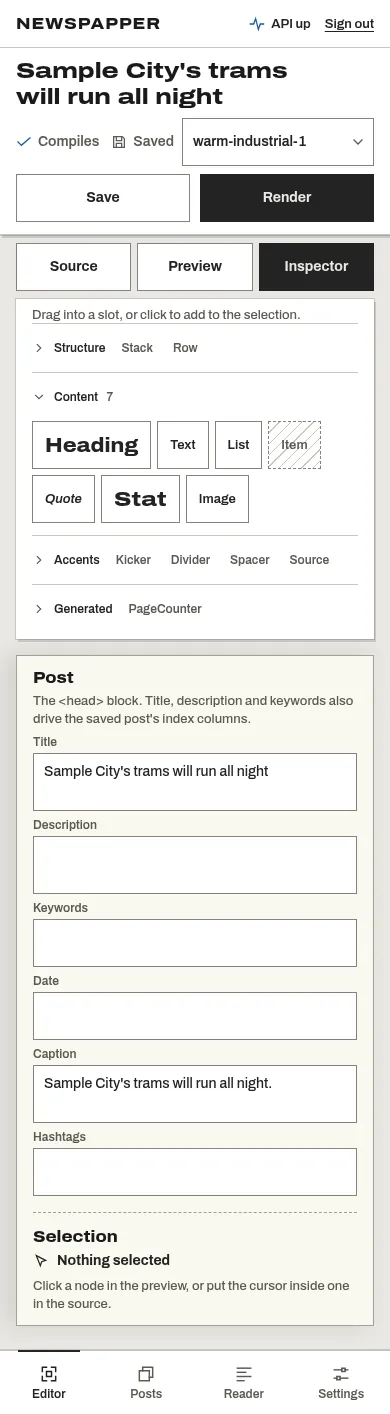 NEWSPAPPER
API up
Sign out
Sample City's trams
will run all night
Compiles
Saved
warm-industrial-1
Save
Render
Source
Preview
Inspector
Drag into a slot, or click to add to the selection.
Structure Stack Row
Content 7
Heading Text List Item
Quote Stat Image
Accents Kicker Divider Spacer Source
Generated PageCounter
Post
The <head> block. Title, description and keywords also
drive the saved post's index columns.
Title
Sample City's trams will run all night
Description
Keywords
Date
Caption
Sample City's trams will run all night.
Hashtags
Selection
Nothing selected
Click a node in the preview, or put the cursor inside one
in the source.
Editor
Posts
Reader
Settings